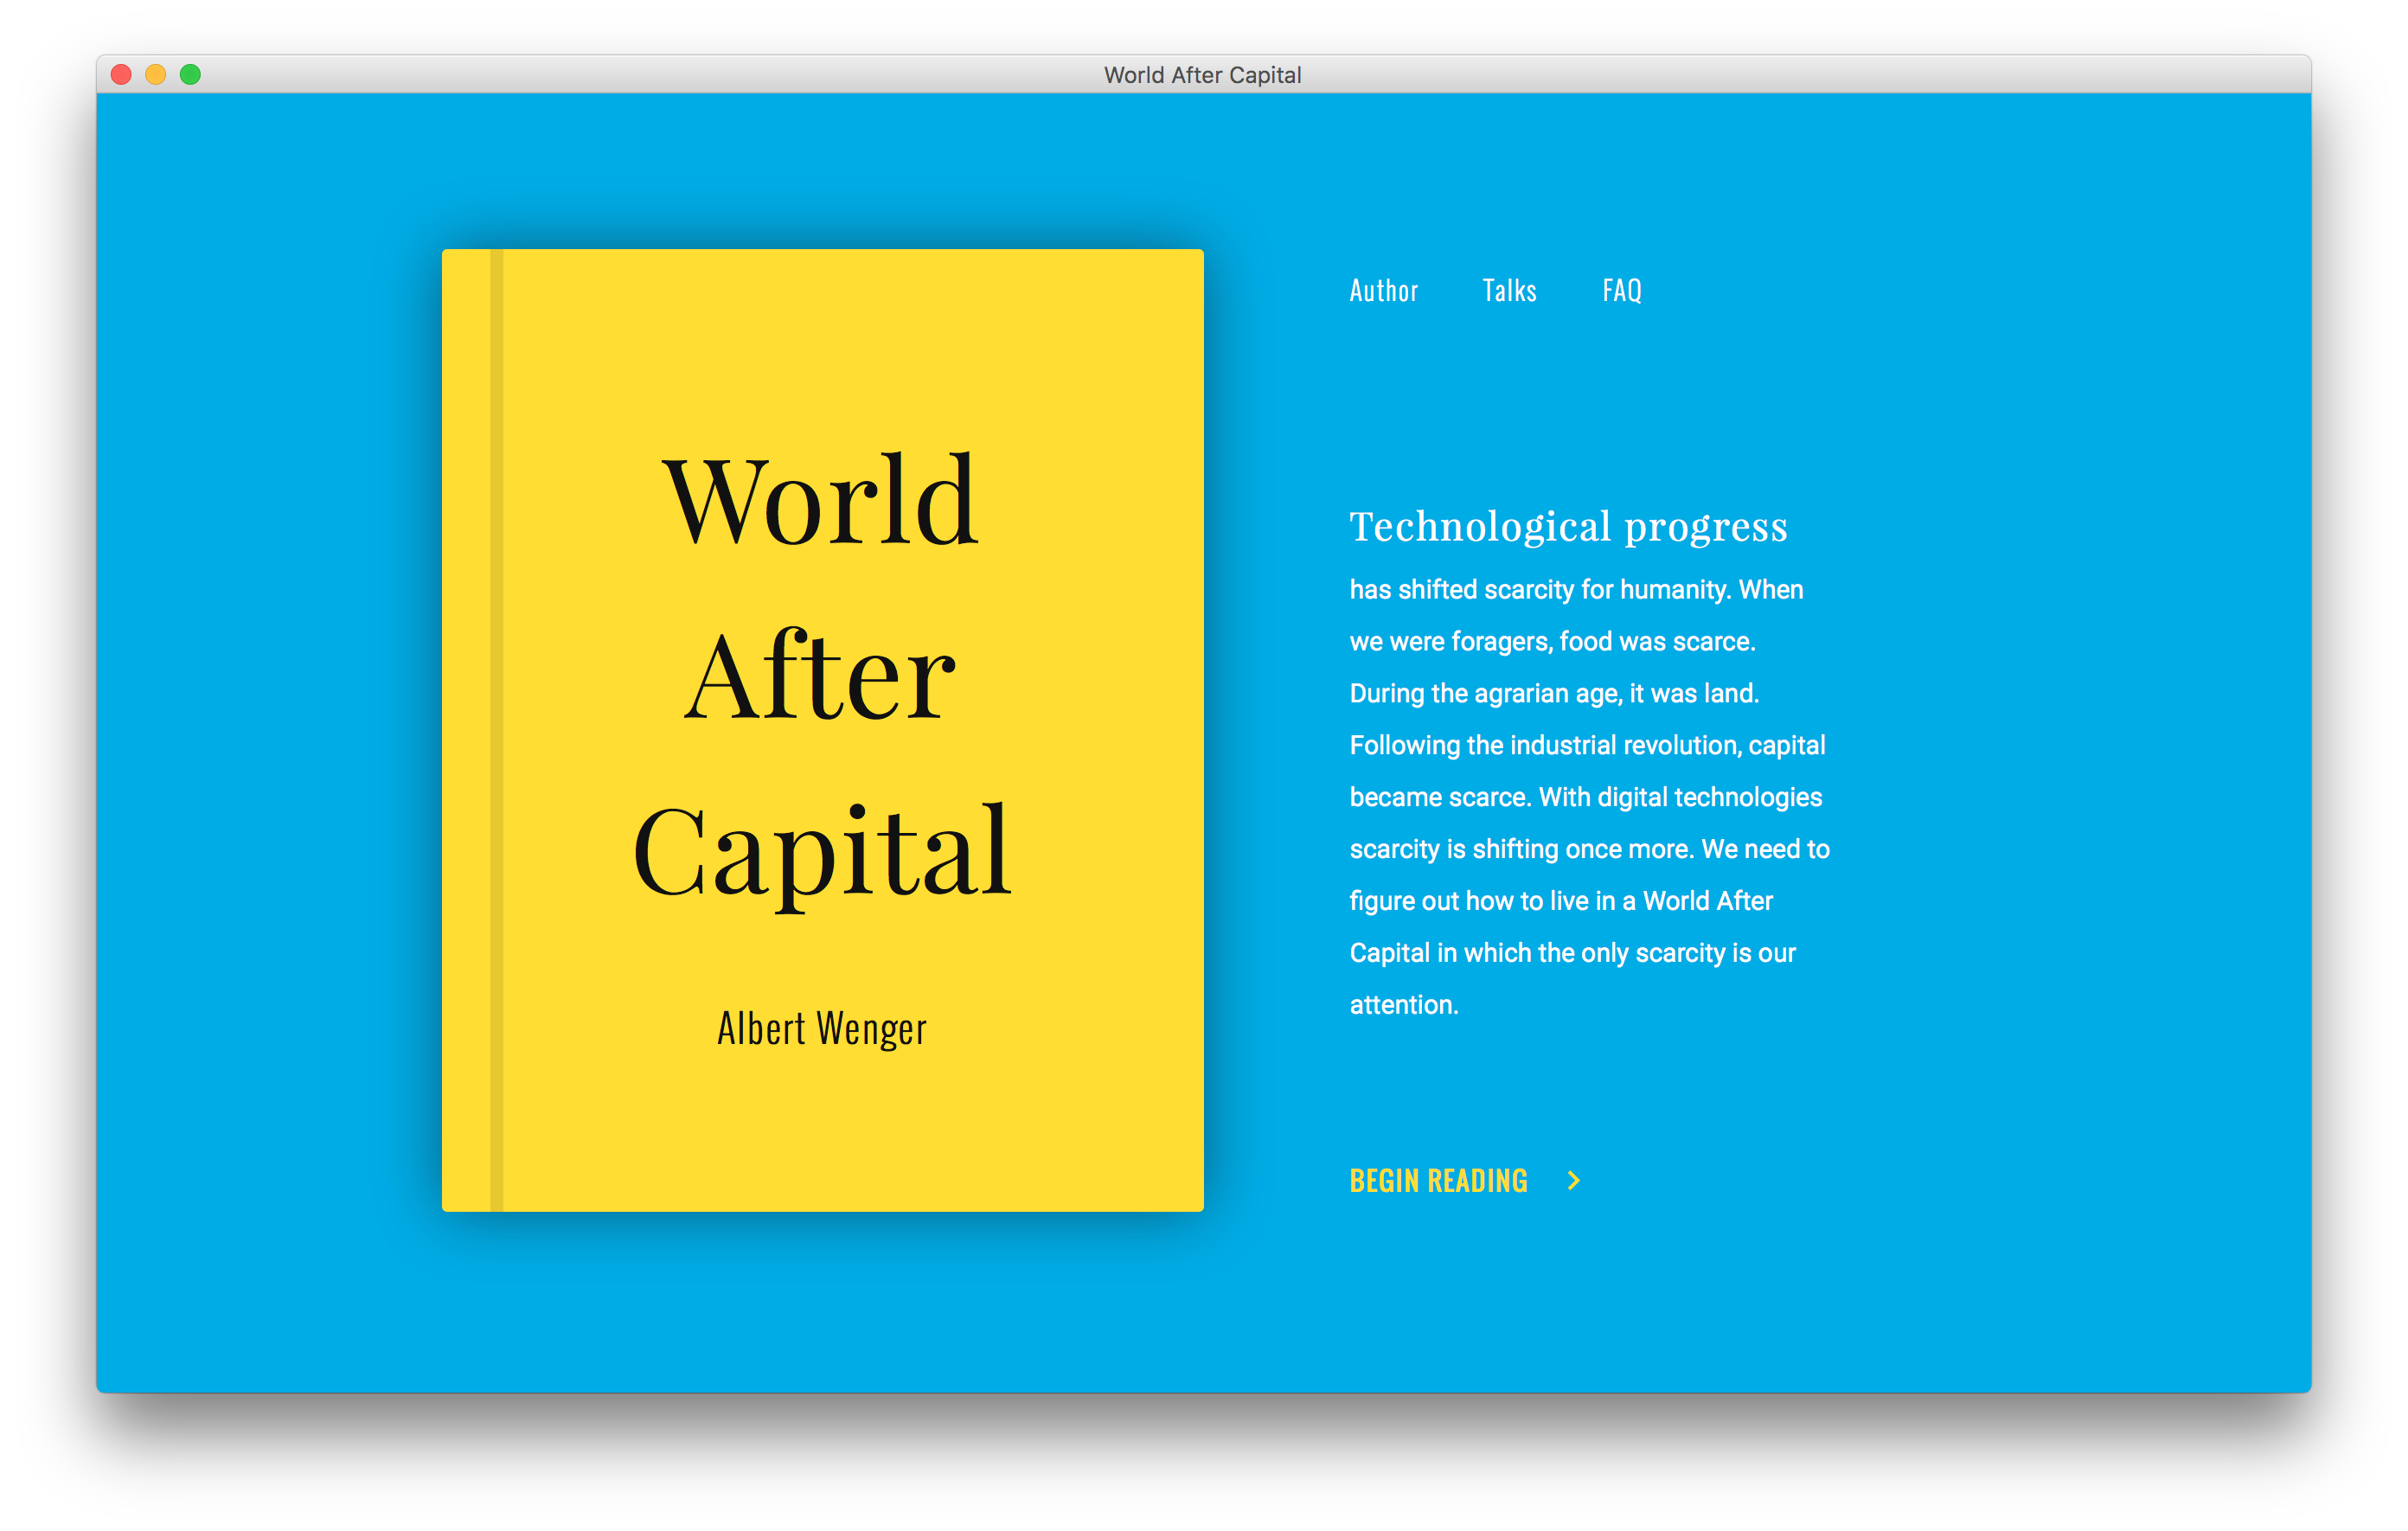 World After Capital
World
After
Capital
Albert Wenger
Author Talks FAQ
Technological progress
has shifted scarcity for humanity. When
we were foragers, food was scarce.
During the agrarian age, it was land.
Following the industrial revolution, capital
became scarce. With digital technologies
scarcity is shifting once more. We need to
figure out how to live in a World After
Capital in which the only scarcity is our
attention.
BEGIN READING